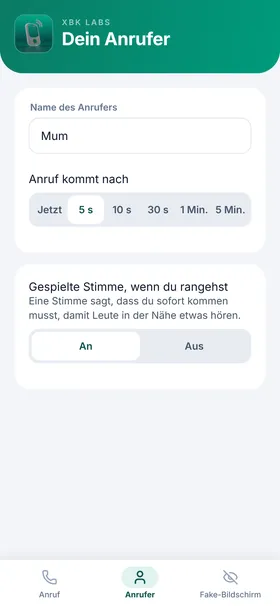 XBK LABS
Dein Anrufer
Name des Anrufers
Mum
Anruf kommt nach
Jetzt 5 s 10 s 30 s 1 Min. 5 Min.
Gespielte Stimme, wenn du rangehst
Eine Stimme sagt, dass du sofort kommen
musst, damit Leute in der Nähe etwas hören.
An Aus
Anruf Anrufer Fake-Bildschirm